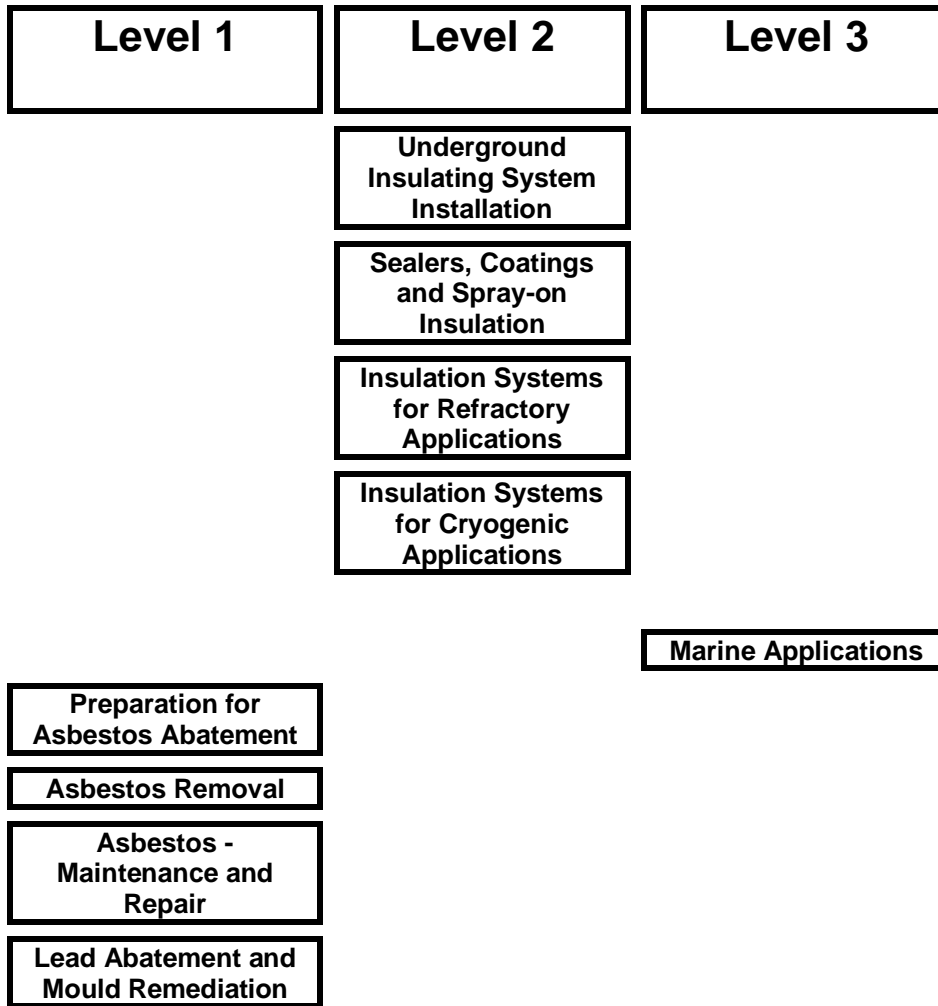 Level 1
Level 2
Level 3
Underground
Insulating System
Installation
Sealers, Coatings
and Spray-on
Insulation
Insulation Systems
for Refractory
Applications
Insulation Systems
for Cryogenic
Applications
Marine Applications
Preparation for
Asbestos Abatement
Asbestos Removal
Asbestos -
Maintenance and
Repair
Lead Abatement and
Mould Remediation